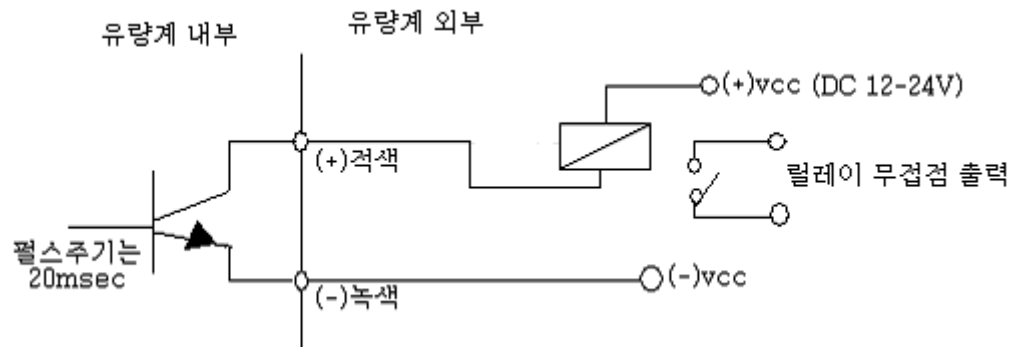 유량계 내부
유량계 외부
(+)vcc (DC 12-24V)
(+)적색
릴레이 무접점 출력
펄스주기는
20msec
(-)녹색
(-)vcc